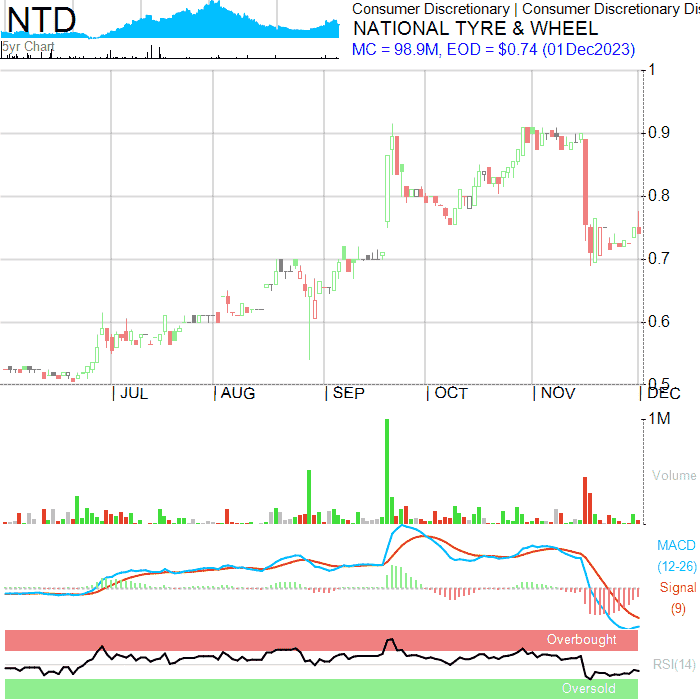 NTD
5yr Chart
Consumer Discretionary | Consumer Discretionary Dis
NATIONAL TYRE & WHEEL
MC = 98.9M, EOD = $0.74 (01Dec2023)
1
0.9
0.8
0.7
0.6
0.5
| JUL | AUG | SEP | OCT | NOV | DEC
1M
Volume
MACD
(12-26)
Signal
(9)
Overbought
RSI(14)
Oversold